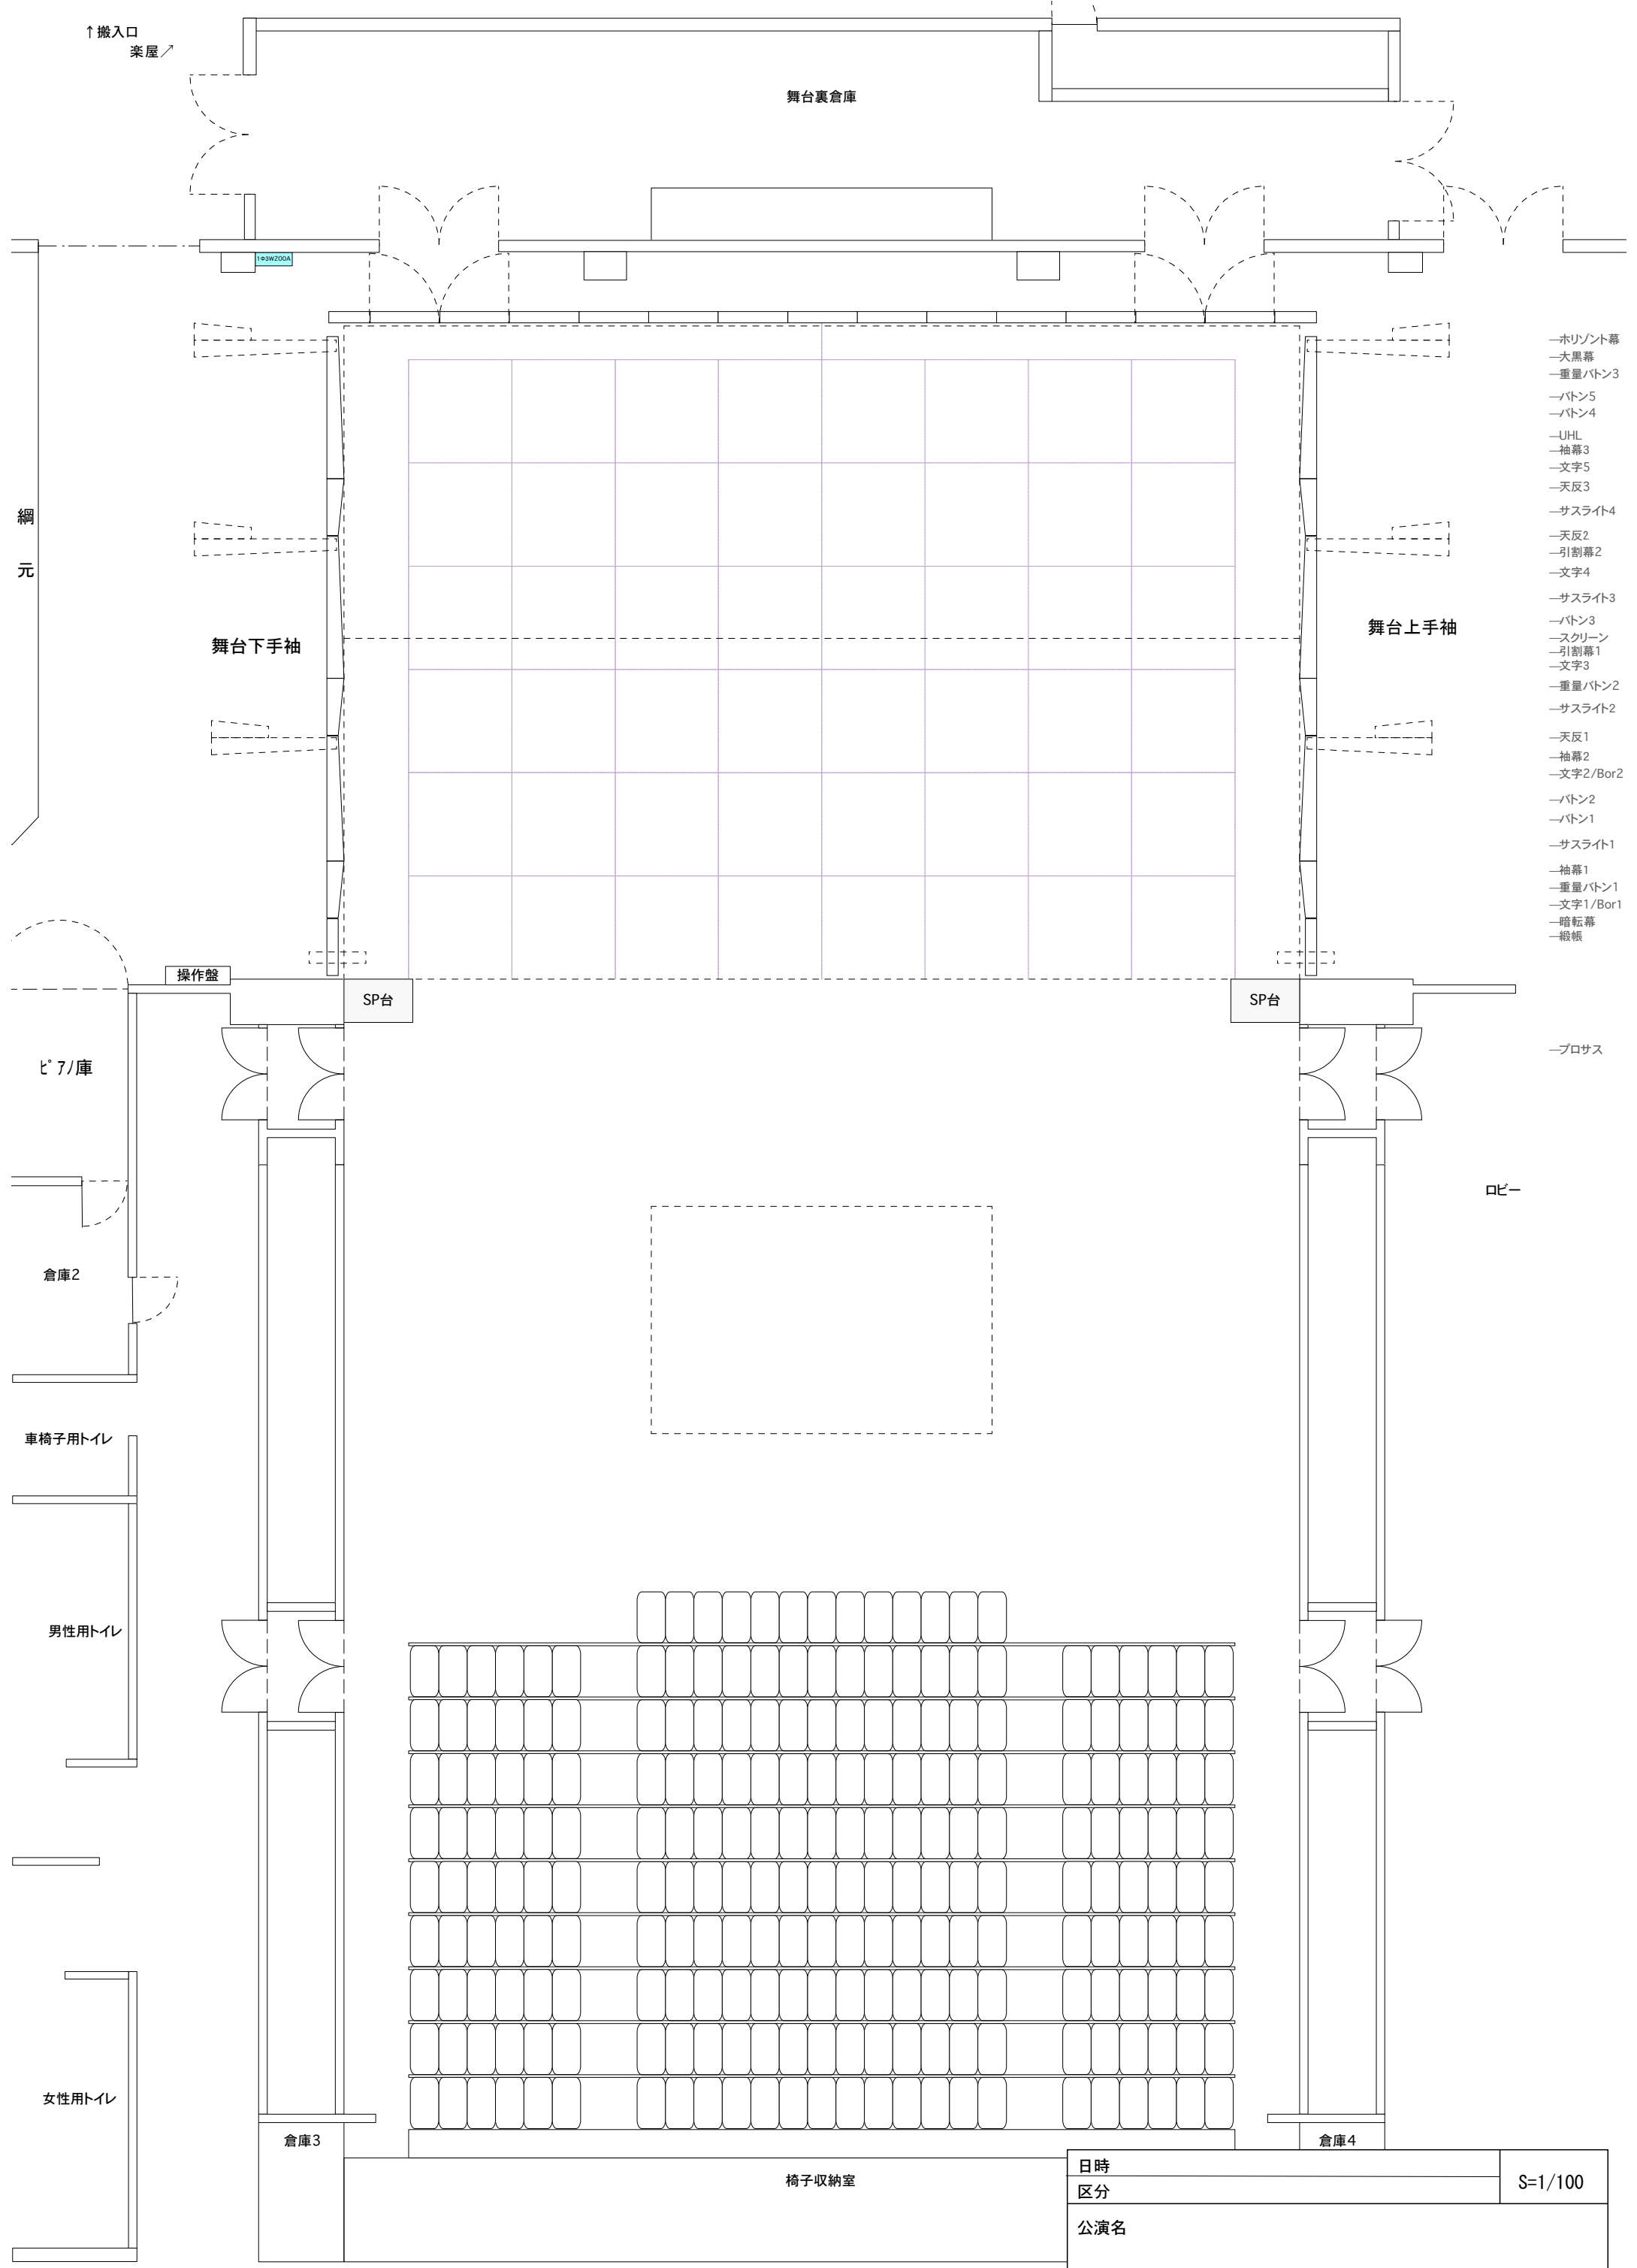 ↑搬入口
楽屋↗
舞台裏倉庫
1Φ3W200A
綱
元
舞台下手袖
舞台上手袖
ホリゾント幕
大黒幕
重量バトン3
バトン5
バトン4
UHL
袖幕3
文字5
天反3
サスライト4
天反2
引割幕2
文字4
サスライト3
バトン3
スクリーン
引割幕1
文字3
重量バトン2
サスライト2
天反1
袖幕2
文字2/Bor2
バトン2
バトン1
サスライト1
袖幕1
重量バトン1
文字1/Bor1
暗転幕
緞帳
操作盤
SP台
SP台
ピアノ庫
プロサス
ロビー
倉庫2
車椅子用トイレ
男性用トイレ
女性用トイレ
倉庫3
倉庫4
椅子収納室
日時
区分
S=1/100
公演名